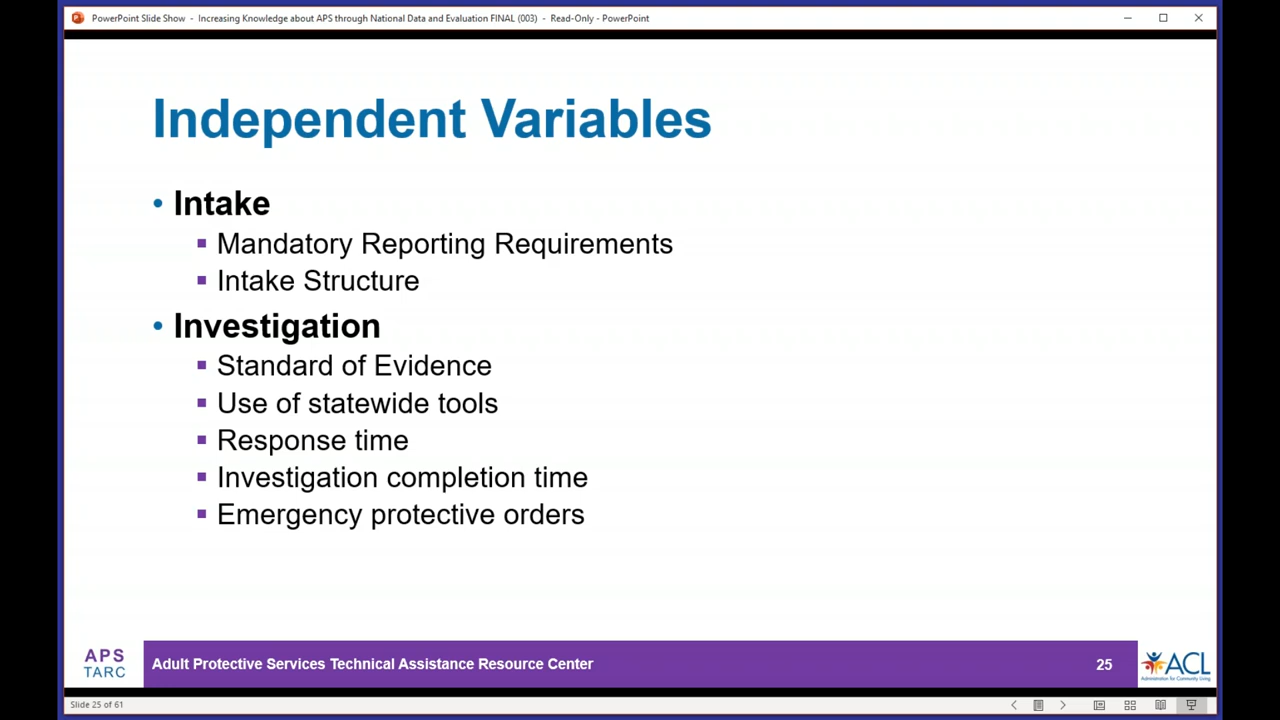 PowerPoint Slide Show - Increasing Knowledge about APS through National Data and Evaluation FINAL (003) - Read-Only - PowerPoint
Independent Variables
• Intake
▪ Mandatory Reporting Requirements
▪ Intake Structure
• Investigation
▪ Standard of Evidence
▪ Use of statewide tools
▪ Response time
▪ Investigation completion time
▪ Emergency protective orders
APS
TARC
Adult Protective Services Technical Assistance Resource Center
25
ACL
Administration for Community Living
Slide 25 of 61